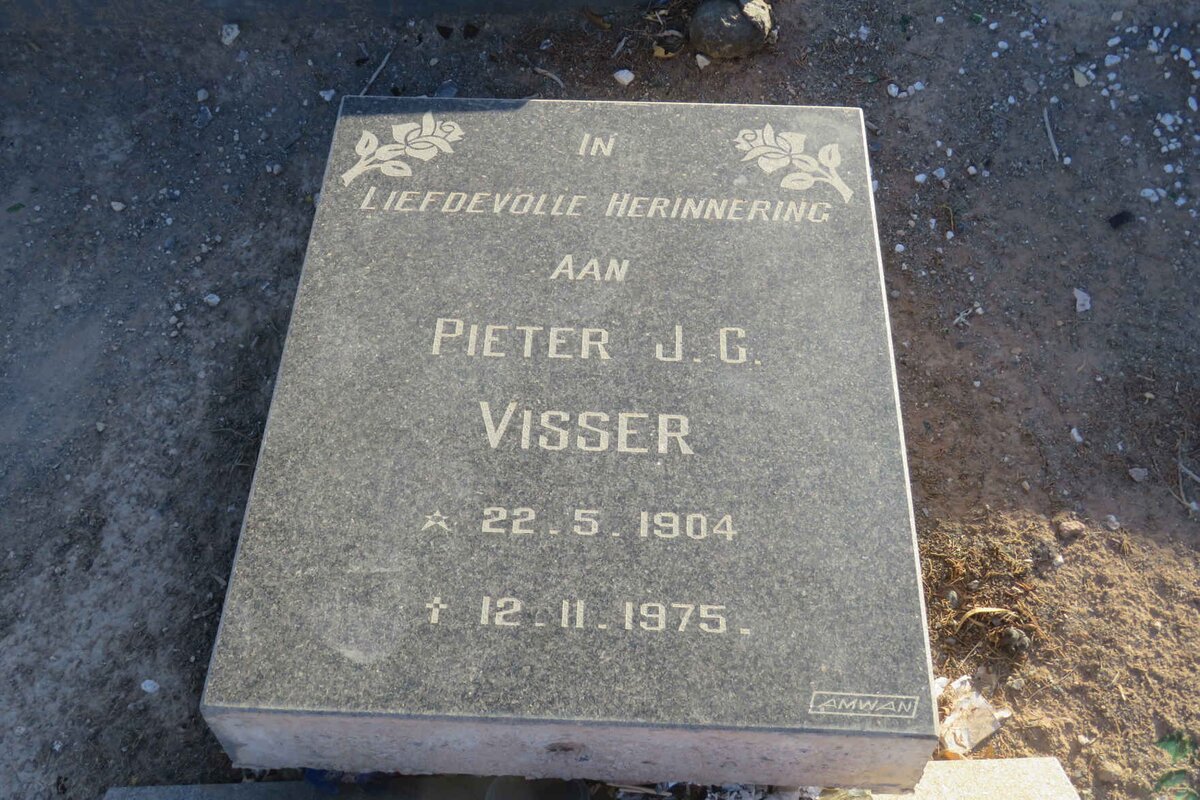 IN
LIEFDEVOLLE HERINNERING
AAN
PIETER J.G.
VISSER
☆ 22.5.1904
† 12.11.1975.
AMWAN